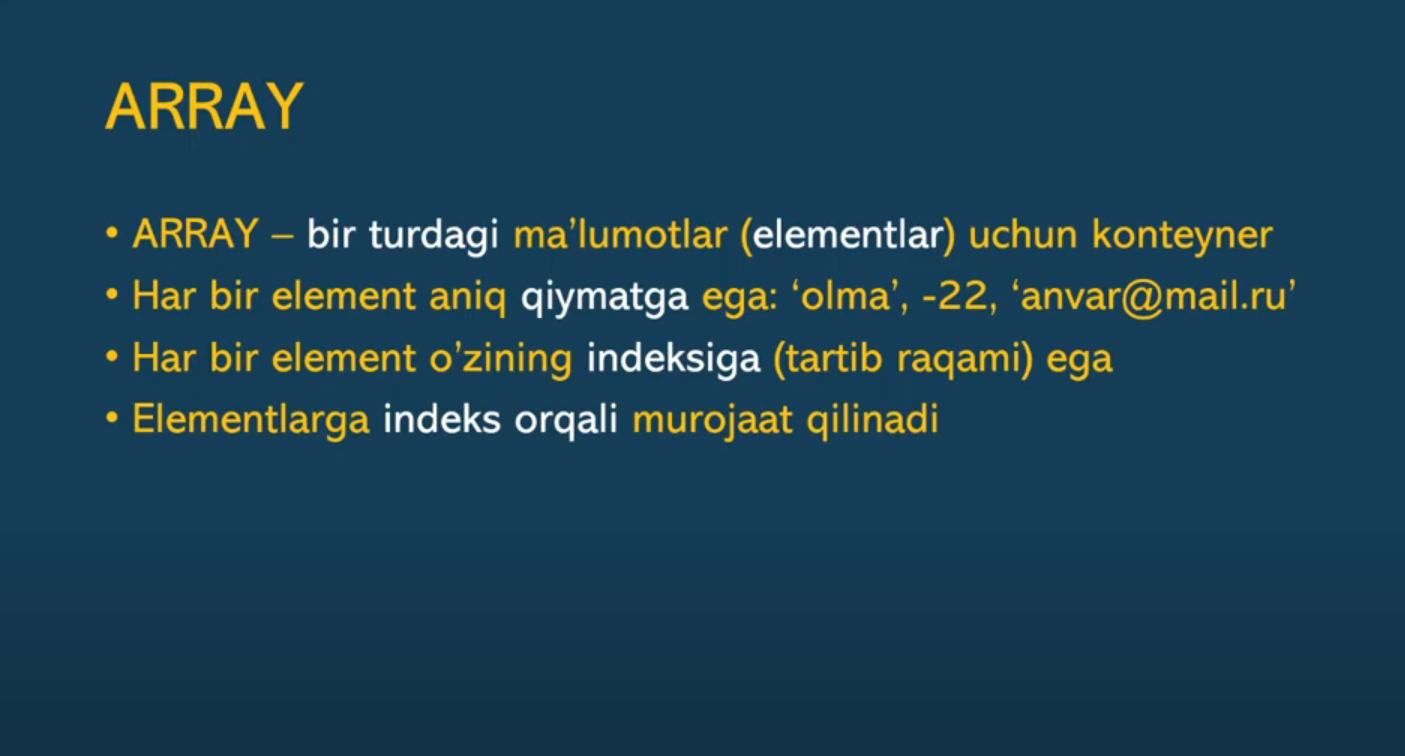 ARRAY
• ARRAY – bir turdagi ma’lumotlar (elementlar) uchun konteyner
• Har bir element aniq qiymatga ega: ‘olma’, -22, ‘anvar@mail.ru’
• Har bir element o’zining indeksiga (tartib raqami) ega
• Elementlarga indeks orqali murojaat qilinadi